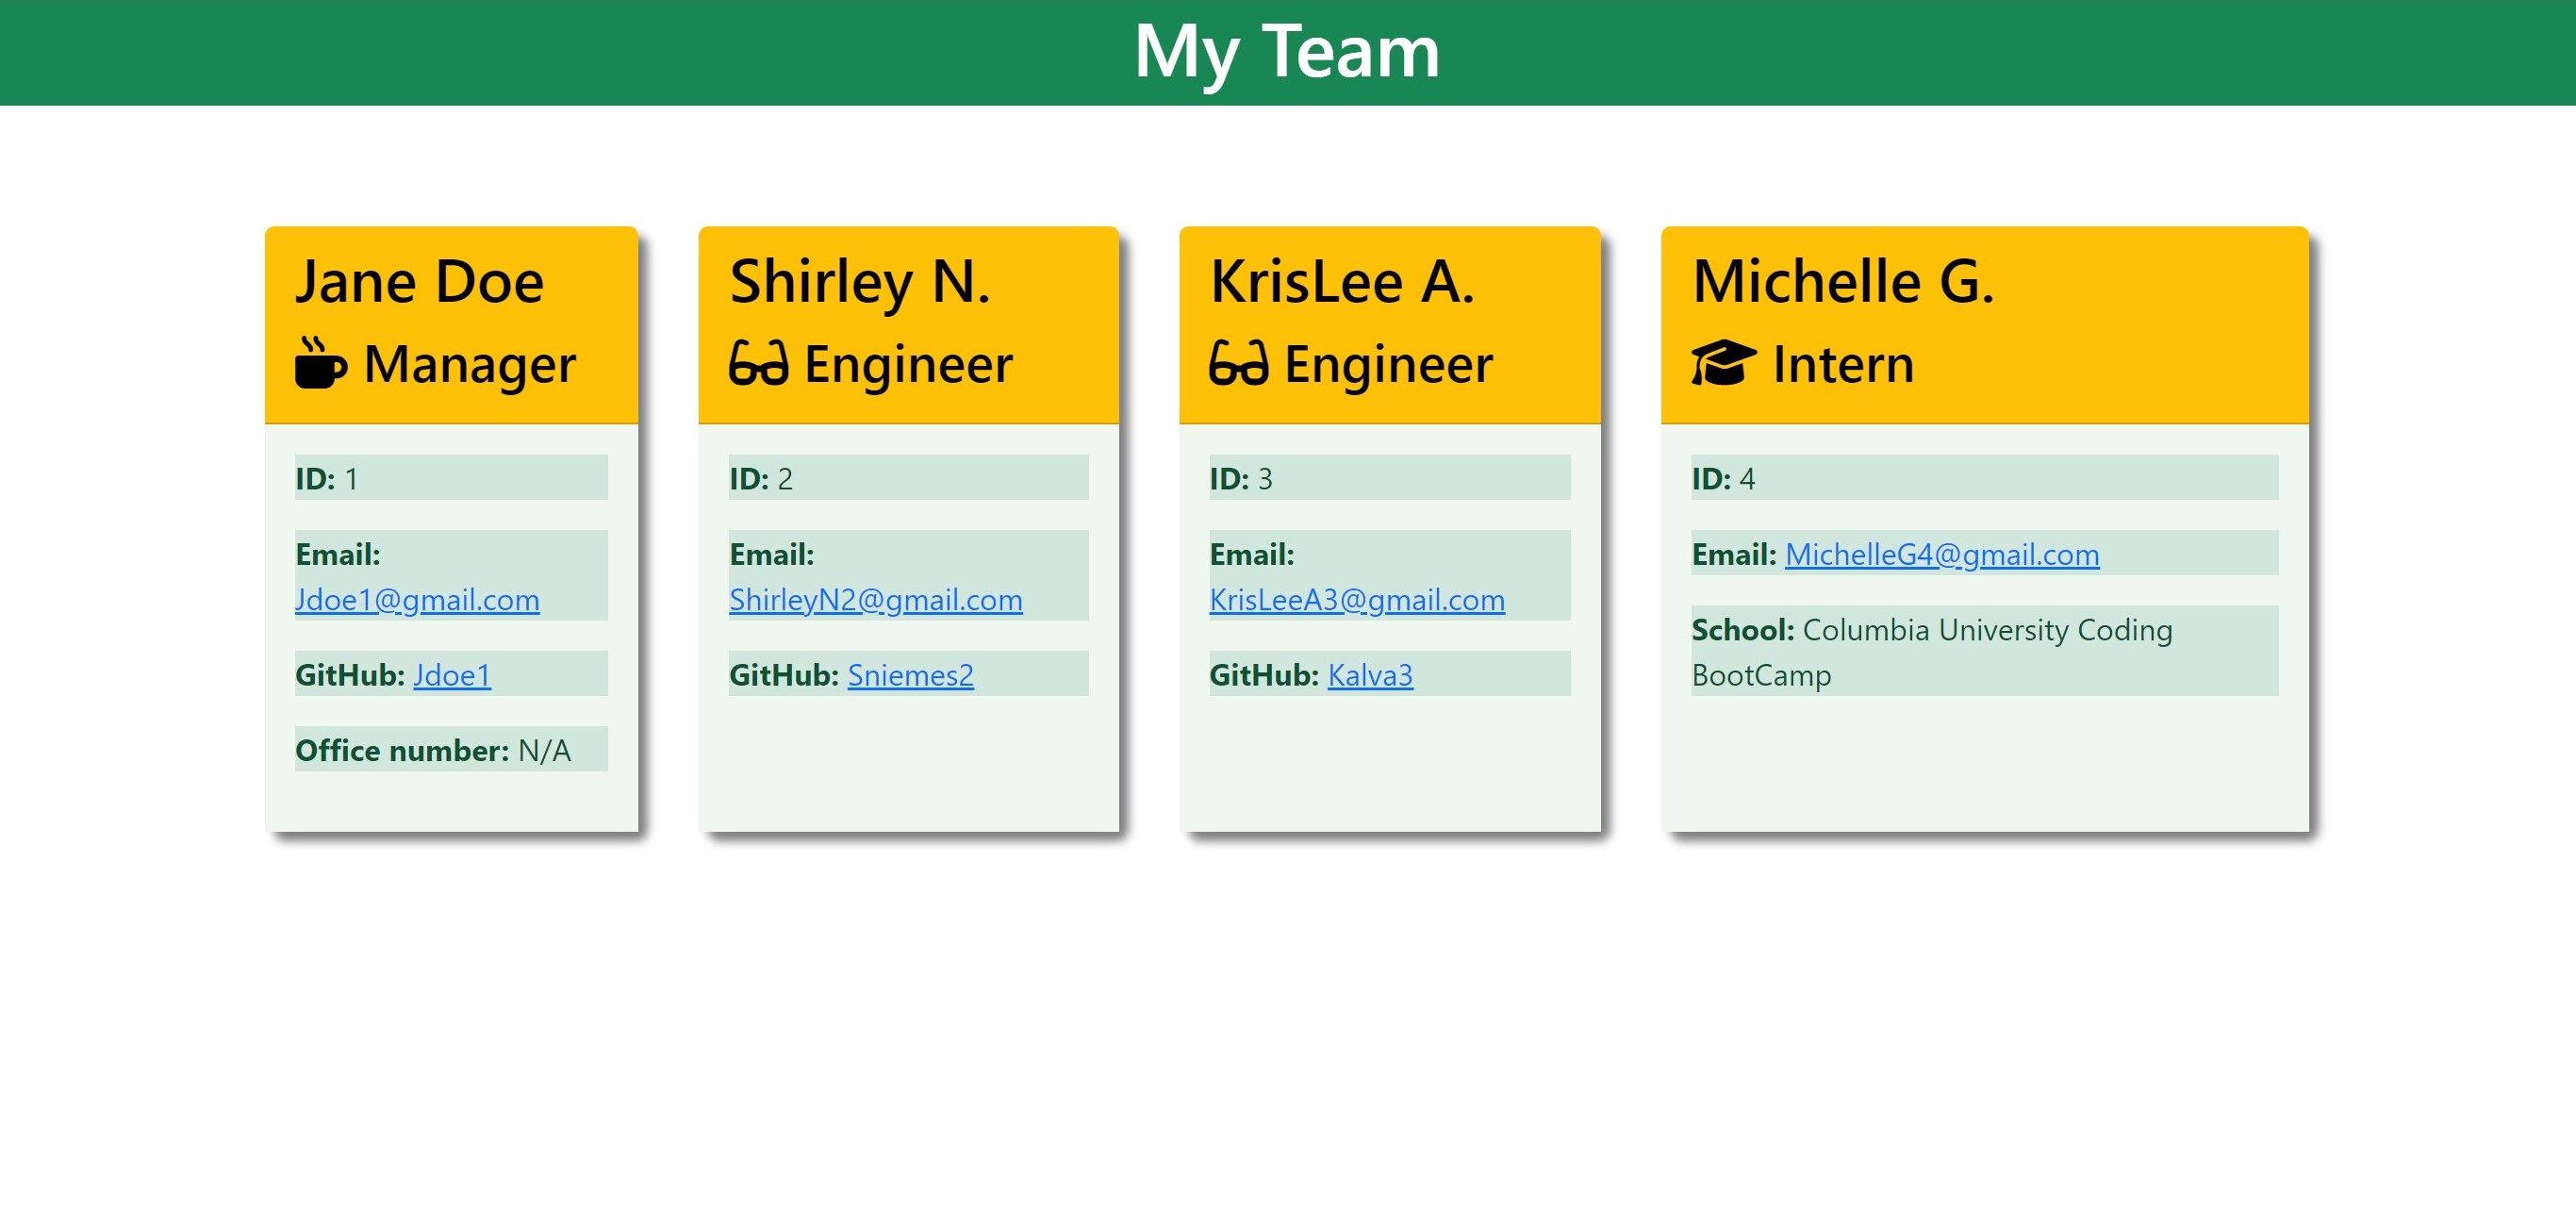 My Team
Jane Doe
Manager
ID: 1
Email:
Jdoe1@gmail.com
GitHub: Jdoe1
Office number: N/A
Shirley N.
Engineer
ID: 2
Email:
ShirleyN2@gmail.com
GitHub: Sniemes2
KrisLee A.
Engineer
ID: 3
Email:
KrisLeeA3@gmail.com
GitHub: Kalva3
Michelle G.
Intern
ID: 4
Email: MichelleG4@gmail.com
School: Columbia University Coding
BootCamp